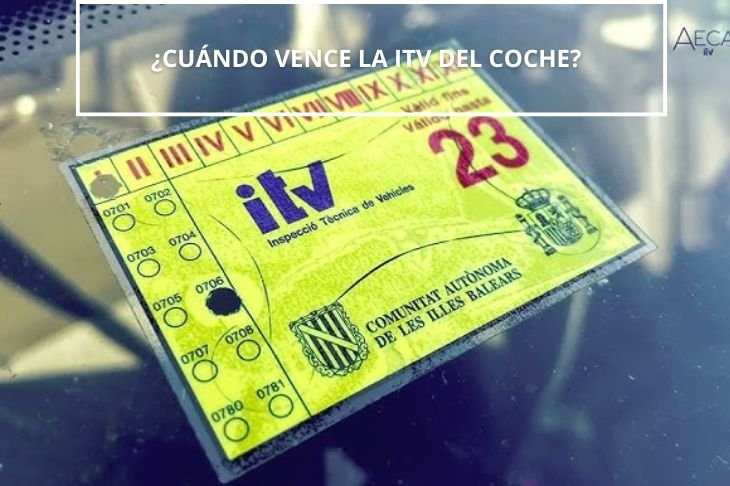 ¿CUÁNDO VENCE LA ITV DEL COCHE?
AECA
itv
II III IV V VI VII VIII IX X XI
Vàlid fins
Válido hasta
23
0701 0702
itv
Inspecció Tècnica de Vehicles
0703 0704
0705 0706
COMUNITAT AUTÒNOMA
DE LES ILLES BALEARS
0707 0708
0780 0781